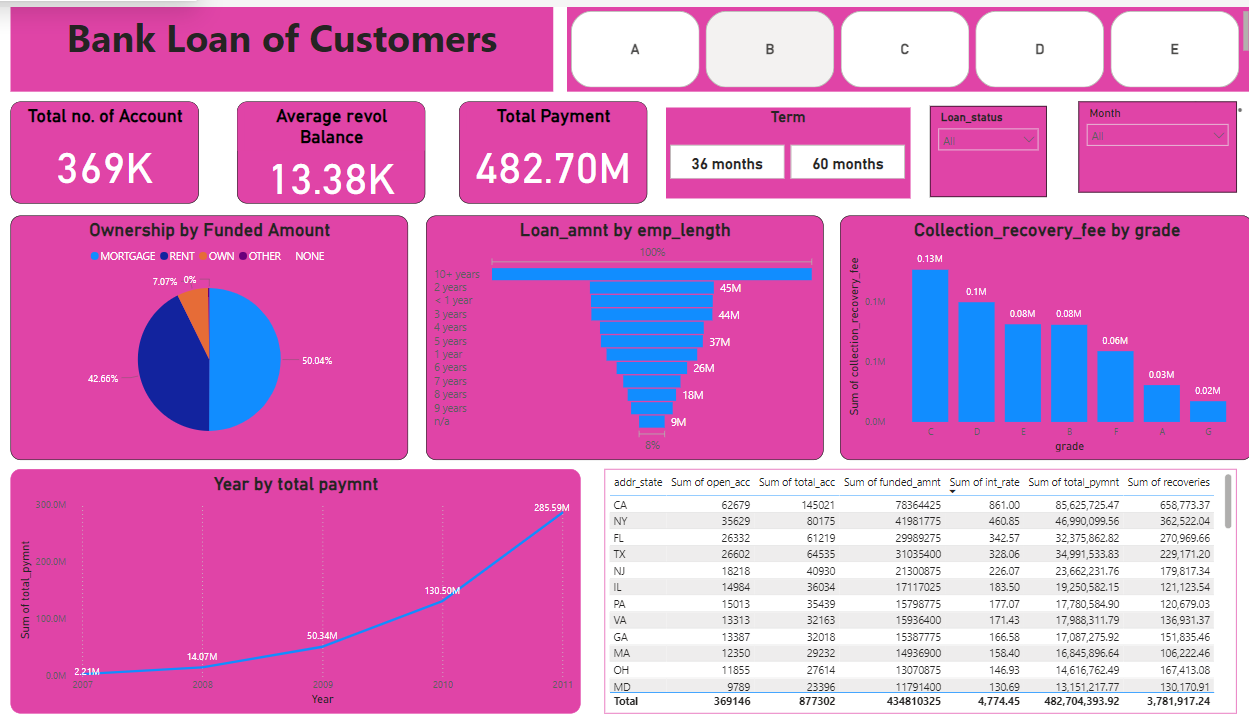 Bank Loan of Customers
A
B
C
D
E
Total no. of Account
369K
Average revol
Balance
13.38K
Total Payment
482.70M
Term
36 months
60 months
Loan_status
All
Month
All
Ownership by Funded Amount
MORTGAGE RENT OWN OTHER NONE
7.07%
0%
42.66%
50.04%
Loan_amnt by emp_length
100%
10+ years
2 years
45M
< 1 year
3 years
44M
4 years
5 years
37M
1 year
6 years
26M
7 years
8 years
18M
9 years
n/a
9M
8%
Collection_recovery_fee by grade
Sum of collection_recovery_fee
0.1M
0.1M
0.0M
0.13M
0.1M
0.08M
0.08M
0.06M
0.03M
0.02M
C D E B F A G
grade
Year by total paymnt
Sum of total_pymnt
300.0M
200.0M
100.0M
0.0M
2.21M
14.07M
50.34M
130.50M
285.59M
2007 2008 2009 2010 2011
Year
addr_state Sum of open_acc Sum of total_acc Sum of funded_amnt Sum of int_rate Sum of total_pymnt Sum of recoveries
CA 62679 145021 78364425 861.00 85,625,725.47 658,773.37
NY 35629 80175 41981775 460.85 46,990,099.56 362,522.04
FL 26332 61219 29989275 342.57 32,375,862.82 270,969.66
TX 26602 64535 31035400 328.06 34,991,533.83 229,171.20
NJ 18218 40930 21300875 226.07 23,662,231.76 179,817.34
IL 14984 36034 17117025 183.50 19,250,582.15 121,123.54
PA 15013 35439 15798775 177.07 17,780,584.90 120,679.03
VA 13313 32163 15936400 171.43 17,988,311.79 136,931.37
GA 13387 32018 15387775 166.58 17,087,275.92 151,835.46
MA 12350 29232 14936900 158.40 16,845,896.64 106,222.46
OH 11855 27614 13070875 146.93 14,616,762.49 167,413.08
MD 9789 23396 11791400 130.69 13,151,217.77 130,170.91
Total 369146 877302 434810325 4,774.45 482,704,393.92 3,781,917.24